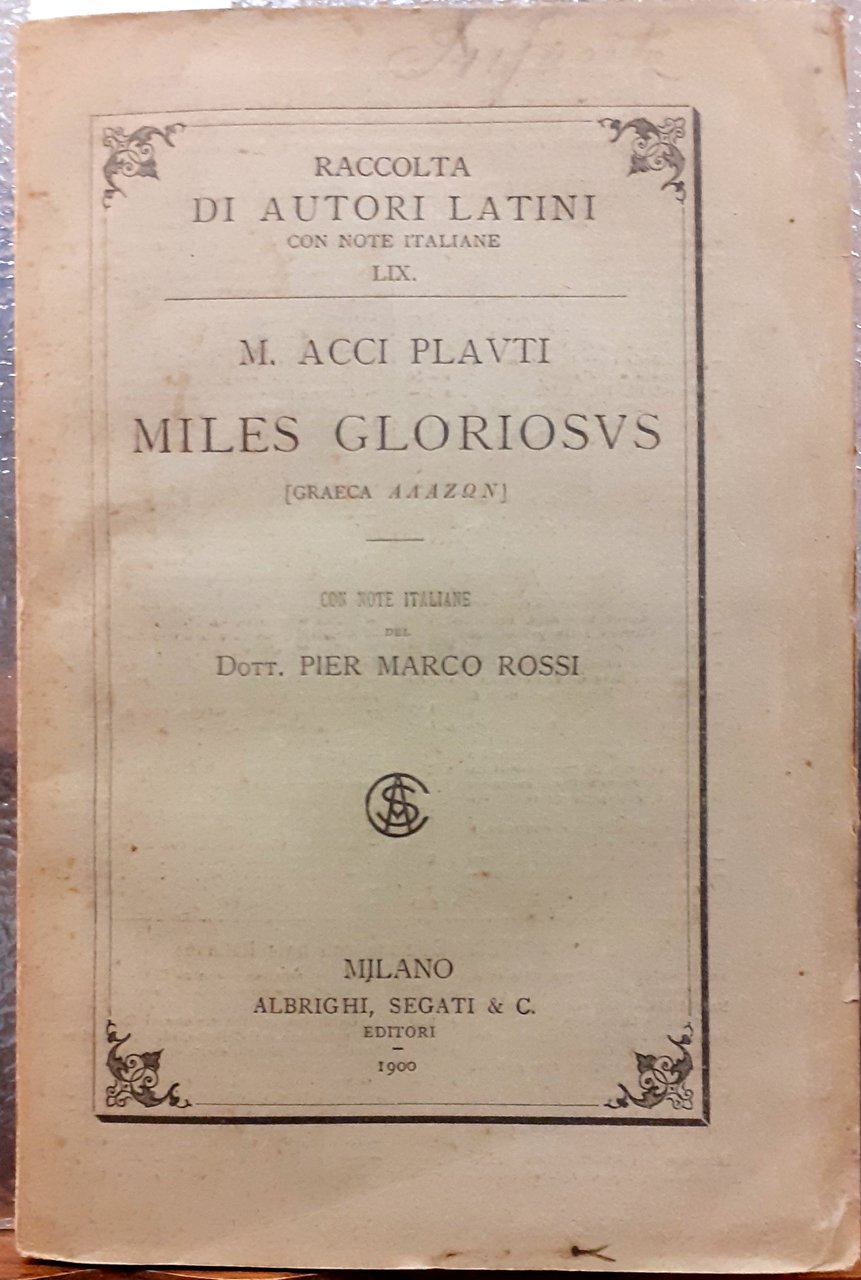 RACCOLTA
DI AUTORI LATINI
CON NOTE ITALIANE
LIX.
M. ACCI PLAVTI
MILES GLORIOSVS
[GRAECA ΑΛΑΖΩΝ]
CON NOTE ITALIANE
DEL
DOTT. PIER MARCO ROSSI
MILANO
ALBRIGHI, SEGATI & C.
EDITORI
1900